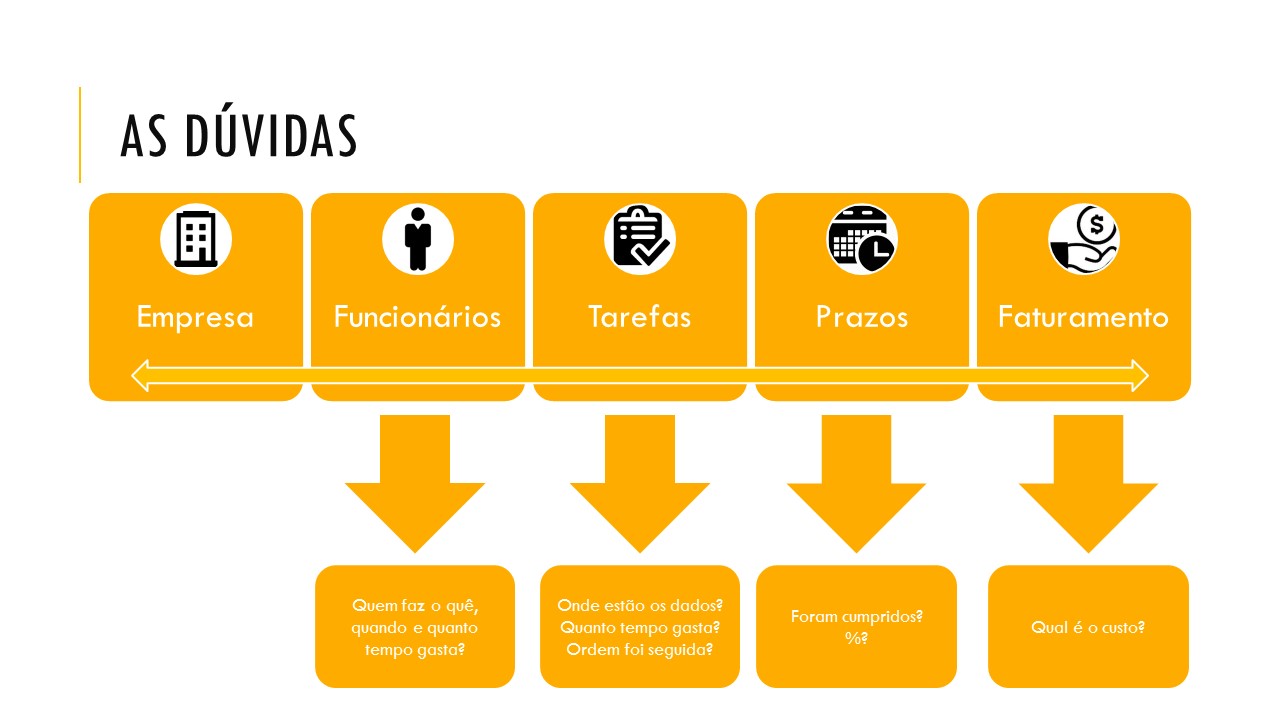 AS DÚVIDAS
Empresa
Funcionários
Tarefas
Prazos
Faturamento
Quem faz o quê,
quando e quanto
tempo gasta?
Onde estão os dados?
Quanto tempo gasta?
Ordem foi seguida?
Foram cumpridos?
%?
Qual é o custo?